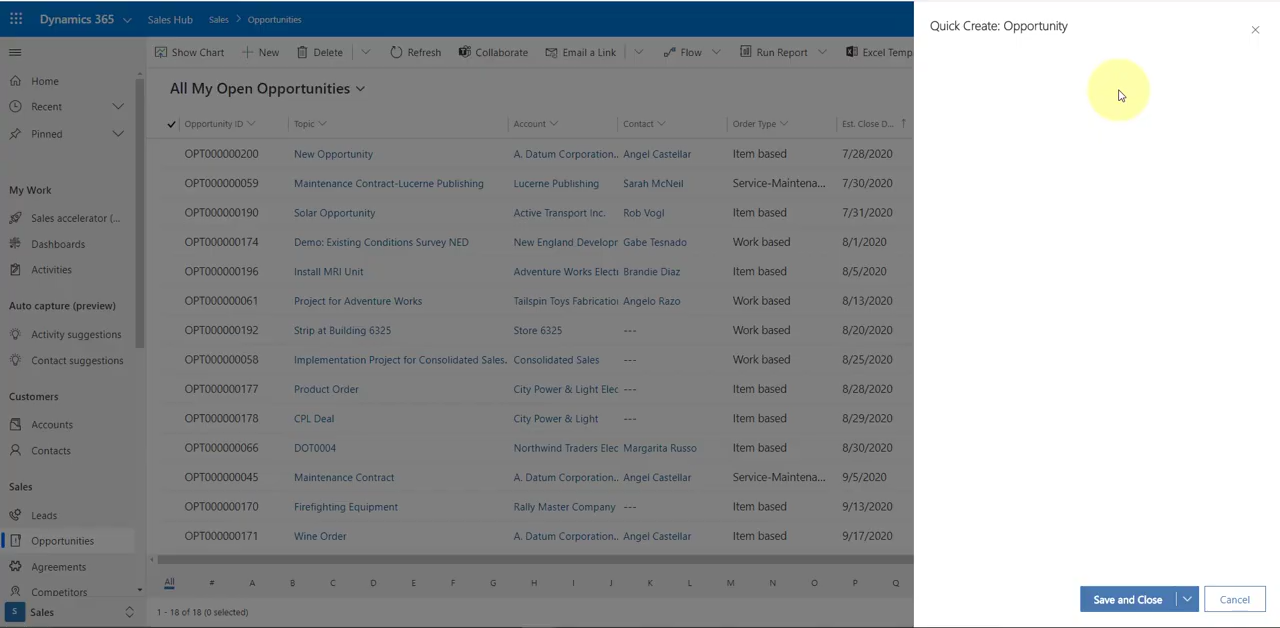 Dynamics 365 Sales Hub Sales > Opportunities
Quick Create: Opportunity
Show Chart New Delete Refresh Collaborate Email a Link Flow Run Report Excel Temp
Home
Recent
Pinned
My Work
Sales accelerator (...
Dashboards
Activities
Auto capture (preview)
Activity suggestions
Contact suggestions
Customers
Accounts
Contacts
Sales
Leads
Opportunities
Agreements
Competitors
S Sales
All My Open Opportunities
Opportunity ID Topic Account Contact Order Type Est. Close D...
OPT000000200 New Opportunity A. Datum Corporation.. Angel Castellar Item based 7/28/2020
OPT000000059 Maintenance Contract-Lucerne Publishing Lucerne Publishing Sarah McNeil Service-Maintena... 7/30/2020
OPT000000190 Solar Opportunity Active Transport Inc. Rob Vogl Item based 7/31/2020
OPT000000174 Demo: Existing Conditions Survey NED New England Developr Gabe Tesnado Work based 8/1/2020
OPT000000196 Install MRI Unit Adventure Works Electi Brandie Diaz Item based 8/5/2020
OPT000000061 Project for Adventure Works Tailspin Toys Fabricatio Angelo Razo Work based 8/13/2020
OPT000000192 Strip at Building 6325 Store 6325 --- Work based 8/20/2020
OPT000000058 Implementation Project for Consolidated Sales. Consolidated Sales --- Work based 8/25/2020
OPT000000177 Product Order City Power & Light Elec --- Item based 8/28/2020
OPT000000178 CPL Deal City Power & Light --- Item based 8/29/2020
OPT000000066 DOT0004 Northwind Traders Elec Margarita Russo Item based 8/30/2020
OPT000000045 Maintenance Contract A. Datum Corporation.. Angel Castellar Service-Maintena... 9/5/2020
OPT000000170 Firefighting Equipment Rally Master Company --- Item based 9/13/2020
OPT000000171 Wine Order A. Datum Corporation.. Angel Castellar Item based 9/17/2020
All # A B C D E F G H I J K L M N O P Q
1 - 18 of 18 (0 selected)
Save and Close Cancel